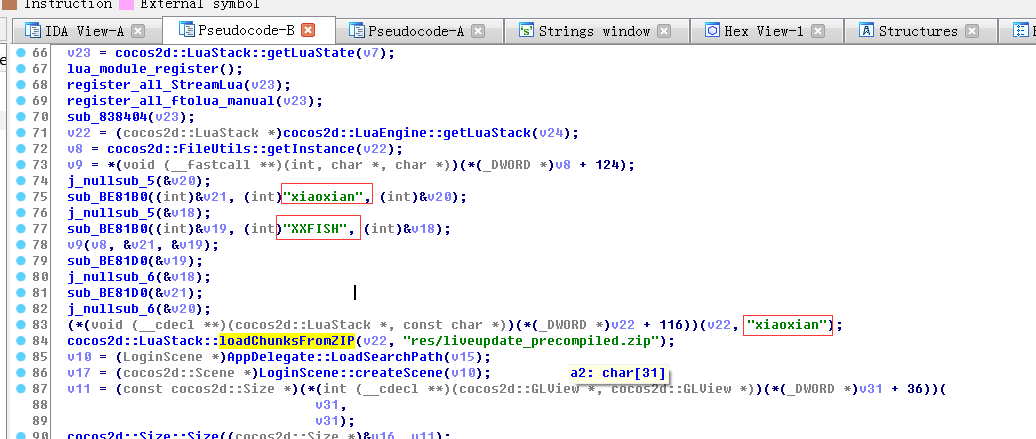 Instruction External symbol
IDA View-A Pseudocode-B Pseudocode-A Strings window Hex View-1 Structures
66 v23 = cocos2d::LuaStack::getLuaState(v7);
67 lua_module_register();
68 register_all_StreamLua(v23);
69 register_all_ftolua_manual(v23);
70 sub_838404(v23);
71 v22 = (cocos2d::LuaStack *)cocos2d::LuaEngine::getLuaStack(v24);
72 v8 = cocos2d::FileUtils::getInstance(v22);
73 v9 = *(void (__fastcall **)(int, char *, char *))(*(_DWORD *)v8 + 124);
74 j_nullsub_5(&v20);
75 sub_BE81B0((int)&v21, (int)"xiaoxian", (int)&v20);
76 j_nullsub_5(&v18);
77 sub_BE81B0((int)&v19, (int)"XXFISH", (int)&v18);
78 v9(v8, &v21, &v19);
79 sub_BE81D0(&v19);
80 j_nullsub_6(&v18);
81 sub_BE81D0(&v21);
82 j_nullsub_6(&v20);
83 (*(void (__cdecl **)(cocos2d::LuaStack *, const char *))(*(_DWORD *)v22 + 116))(v22, "xiaoxian");
84 cocos2d::LuaStack::loadChunksFromZIP(v22, "res/liveupdate_precompiled.zip");
85 v10 = (LoginScene *)AppDelegate::LoadSearchPath(v15);
86 v17 = (cocos2d::Scene *)LoginScene::createScene(v10);
a2: char[31]
87 v11 = (const cocos2d::Size *)(*(int (__cdecl **)(cocos2d::GLView *, cocos2d::GLView *))(*(_DWORD *)v31 + 36))(
88 v31,
89 v31);
90 cocos2d::Size::Size((cocos2d::Size *)&v16, v11);